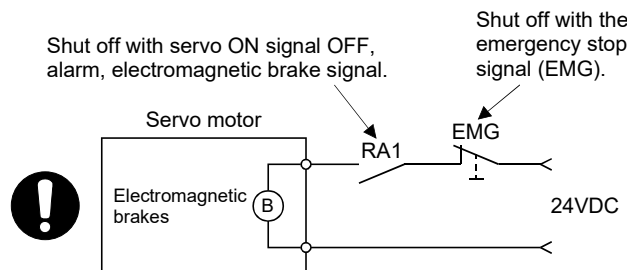 Shut off with the
emergency stop
signal (EMG).
Shut off with servo ON signal OFF,
alarm, electromagnetic brake signal.
Servo motor
RA1
EMG
Electromagnetic
brakes
B
24VDC